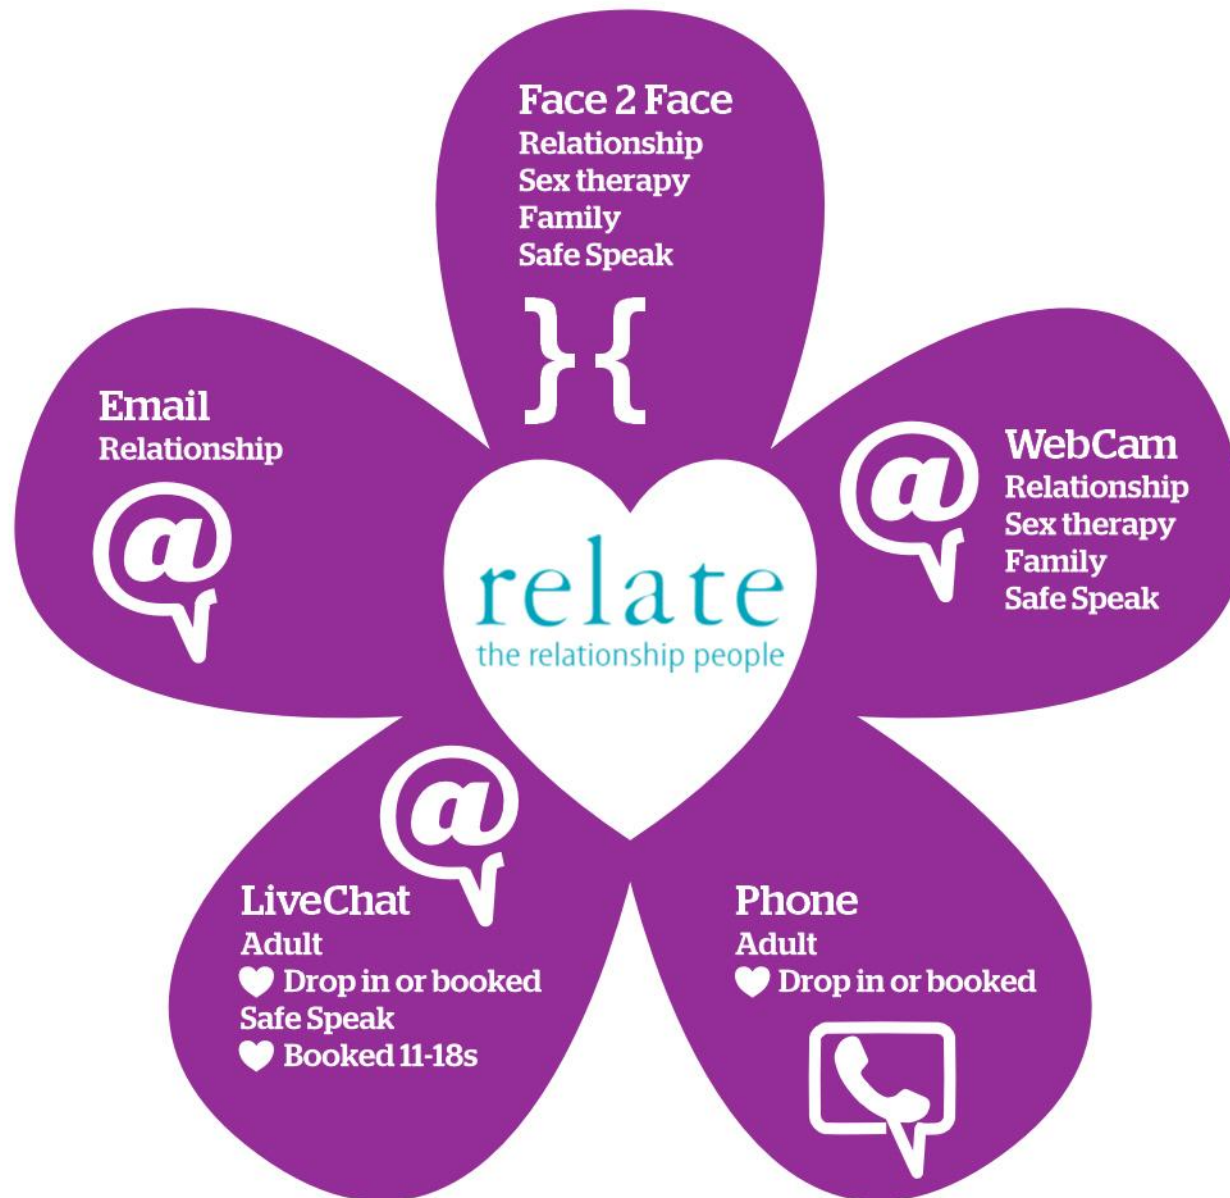 Face 2 Face
Relationship
Sex therapy
Family
Safe Speak
}{
Email
Relationship
@
@
WebCam
Relationship
Sex therapy
Family
Safe Speak
relate
the relationship people
@
LiveChat
Adult
Drop in or booked
Safe Speak
Booked 11-18s
Phone
Adult
Drop in or booked